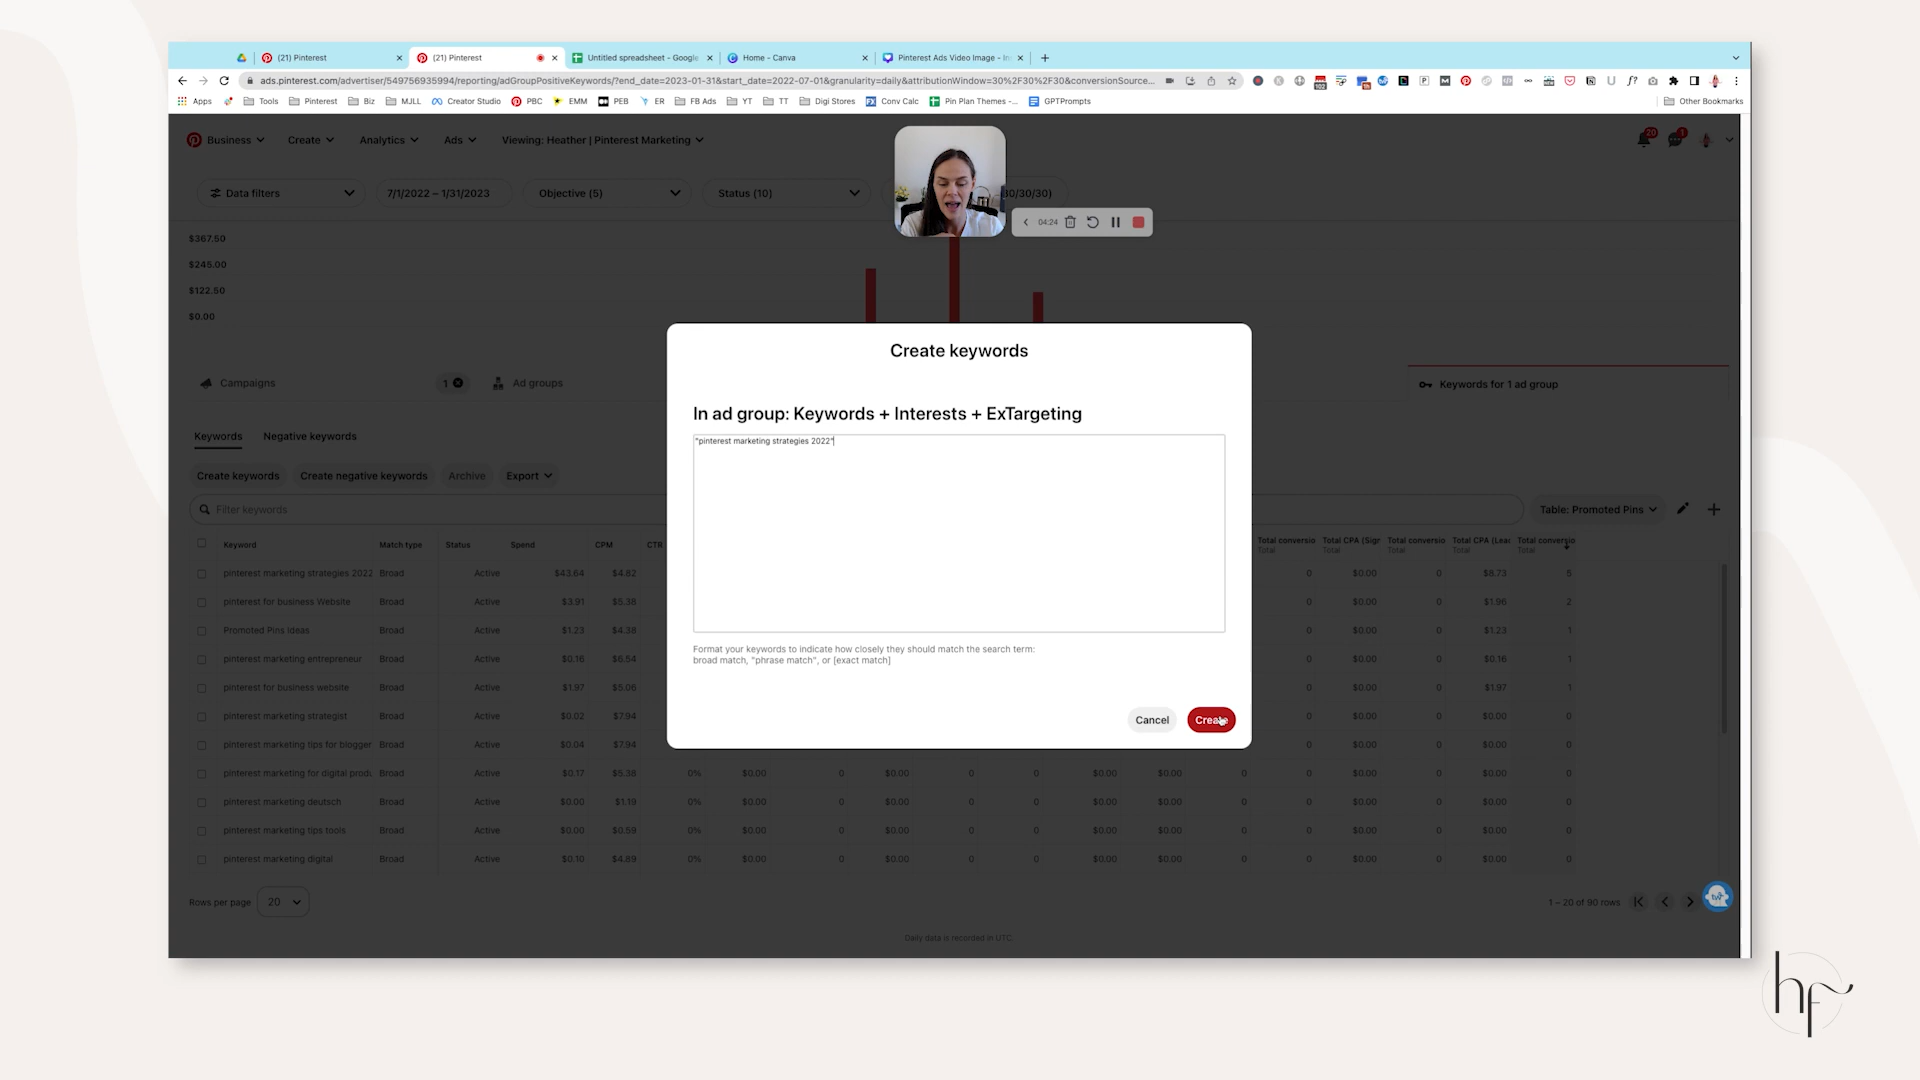 (21) Pinterest
(21) Pinterest
Untitled spreadsheet - Google
Home - Canva
Pinterest Ads Video Image - In
ads.pinterest.com/advertiser/549756935994/reporting/adGroupPositiveKeywords/?end_date=2023-01-31&start_date=2022-07-01&granularity=daily&attributionWindow=30%2F30%2F30&conversionSource...
Apps
Tools
Pinterest
Biz
MJLL
Creator Studio
PBC
EMM
PEB
ER
FB Ads
YT
TT
Digi Stores
Conv Calc
Pin Plan Themes -...
GPTPrompts
Other Bookmarks
Business
Create
Analytics
Ads
Viewing: Heather | Pinterest Marketing
20
1
Data filters
7/1/2022 – 1/31/2023
Objective (5)
Status (10)
30/30/30)
04:24
$367.50
$245.00
$122.50
$0.00
Campaigns
1
Ad groups
Keywords for 1 ad group
Keywords
Negative keywords
Create keywords
Create negative keywords
Archive
Export
Filter keywords
Table: Promoted Pins
Create keywords
In ad group: Keywords + Interests + ExTargeting
"pinterest marketing strategies 2022"
Format your keywords to indicate how closely they should match the search term:
broad match, "phrase match", or [exact match]
Cancel
Create
Keyword Match type Status Spend CPM CTR Total conversio Total CPA (Sign Total conversio Total CPA (Lea Total conversio
Total Total Total Total Total
pinterest marketing strategies 2022 Broad Active $43.64 $4.82 0 $0.00 0 $8.73 5
pinterest for business Website Broad Active $3.91 $5.38 0 $0.00 0 $1.96 2
Promoted Pins Ideas Broad Active $1.23 $4.38 0 $0.00 0 $1.23 1
pinterest marketing entrepreneur Broad Active $0.16 $6.54 0 $0.00 0 $0.16 1
pinterest for business website Broad Active $1.97 $5.06 0 $0.00 0 $1.97 1
pinterest marketing strategist Broad Active $0.02 $7.94 0 $0.00 0 $0.00 0
pinterest marketing tips for blogger Broad Active $0.04 $7.94 0 $0.00 0 $0.00 0
pinterest marketing for digital produ. Broad Active $0.17 $5.38 0% $0.00 0 $0.00 0 0 $0.00 $0.00 0 0 $0.00 0 $0.00 0
pinterest marketing deutsch Broad Active $0.00 $1.19 0% $0.00 0 $0.00 0 0 $0.00 $0.00 0 0 $0.00 0 $0.00 0
pinterest marketing tips tools Broad Active $0.00 $0.59 0% $0.00 0 $0.00 0 0 $0.00 $0.00 0 0 $0.00 0 $0.00 0
pinterest marketing digital Broad Active $0.10 $4.89 0% $0.00 0 $0.00 0 0 $0.00 $0.00 0 0 $0.00 0 $0.00 0
Rows per page
20
1 – 20 of 90 rows
Daily data is recorded in UTC.
hf